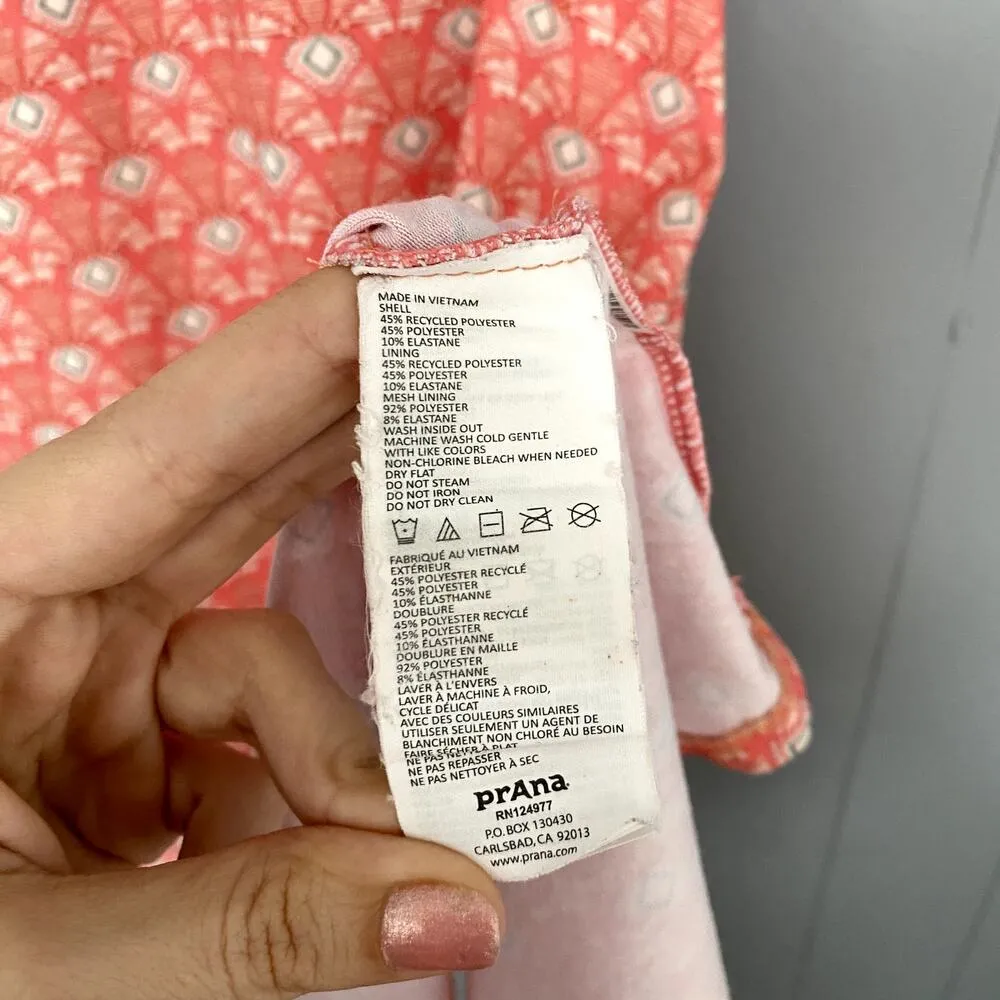 MADE IN VIETNAM
SHELL
45% RECYCLED POLYESTER
45% POLYESTER
10% ELASTANE
LINING
45% RECYCLED POLYESTER
45% POLYESTER
10% ELASTANE
MESH LINING
92% POLYESTER
8% ELASTANE
WASH INSIDE OUT
MACHINE WASH COLD GENTLE
WITH LIKE COLORS
NON-CHLORINE BLEACH WHEN NEEDED
DRY FLAT
DO NOT STEAM
DO NOT IRON
DO NOT DRY CLEAN
FABRIQUÉ AU VIETNAM
EXTÉRIEUR
45% POLYESTER RECYCLÉ
45% POLYESTER
10% ÉLASTHANNE
DOUBLURE
45% POLYESTER RECYCLÉ
45% POLYESTER
10% ÉLASTHANNE
DOUBLURE EN MAILLE
92% POLYESTER
8% ÉLASTHANNE
LAVER À L'ENVERS
LAVER À MACHINE À FROID,
CYCLE DÉLICAT
AVEC DES COULEURS SIMILAIRES
UTILISER SEULEMENT UN AGENT DE
BLANCHIMENT NON CHLORÉ AU BESOIN
FAIRE SÉCHER À PLAT
NE PAS
NE PAS REPASSER
NE PAS NETTOYER À SEC
prAna
RN124977
P.O. BOX 130430
CARLSBAD, CA 92013
www.prana.com